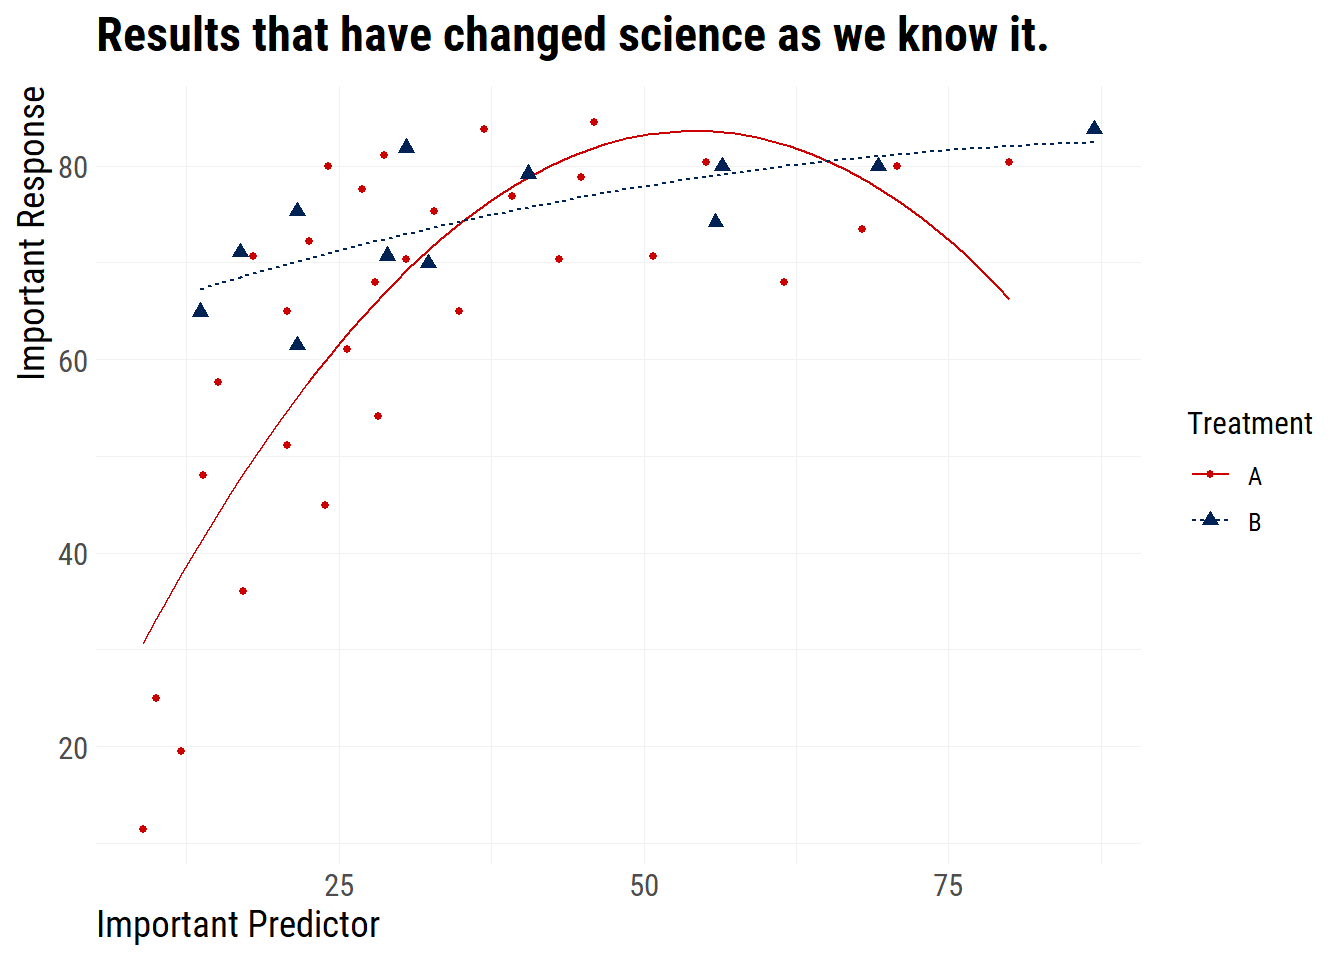 Results that have changed science as we know it.
Important Response
80
60
40
20
25 50 75
Important Predictor
Treatment
A
B